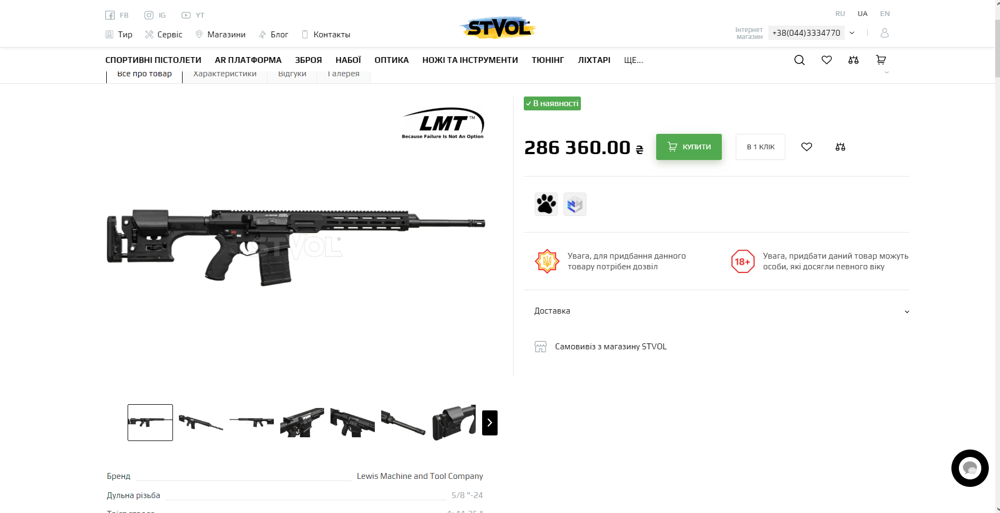 FB IG YT
RU UA EN
Тир Сервіс Магазини Блог Контакты
STVOL
Інтернет
магазин
+38(044)3334770
СПОРТИВНІ ПІСТОЛЕТИ AR ПЛАТФОРМА ЗБРОЯ НАБОЇ ОПТИКА НОЖІ ТА ІНСТРУМЕНТИ ТЮНІНГ ЛІХТАРІ ЩЕ...
Все про товар Характеристики Відгуки Галерея
LMT™
Because Failure Is Not An Option
STVOL
В наявності
286 360.00 ₴
КУПИТИ
В 1 КЛІК
Увага, для придбання данного
товару потрібен дозвіл
18+
Увага, придбати даний товар можуть
особи, які досягли певного віку
Доставка
Самовивіз з магазину STVOL
Бренд Lewis Machine and Tool Company
Дульна різьба 5/8 "-24